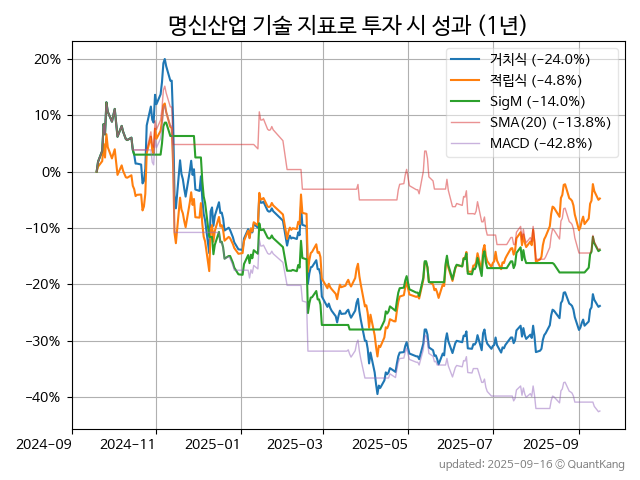 명신산업 기술 지표로 투자 시 성과 (1년)
거치식 (−24.0%)
적립식 (−4.8%)
SigM (−14.0%)
SMA(20) (−13.8%)
MACD (−42.8%)
20%
10%
0%
−10%
−20%
−30%
−40%
2024-09 2024-11 2025-01 2025-03 2025-05 2025-07 2025-09
updated: 2025-09-16 © QuantKang